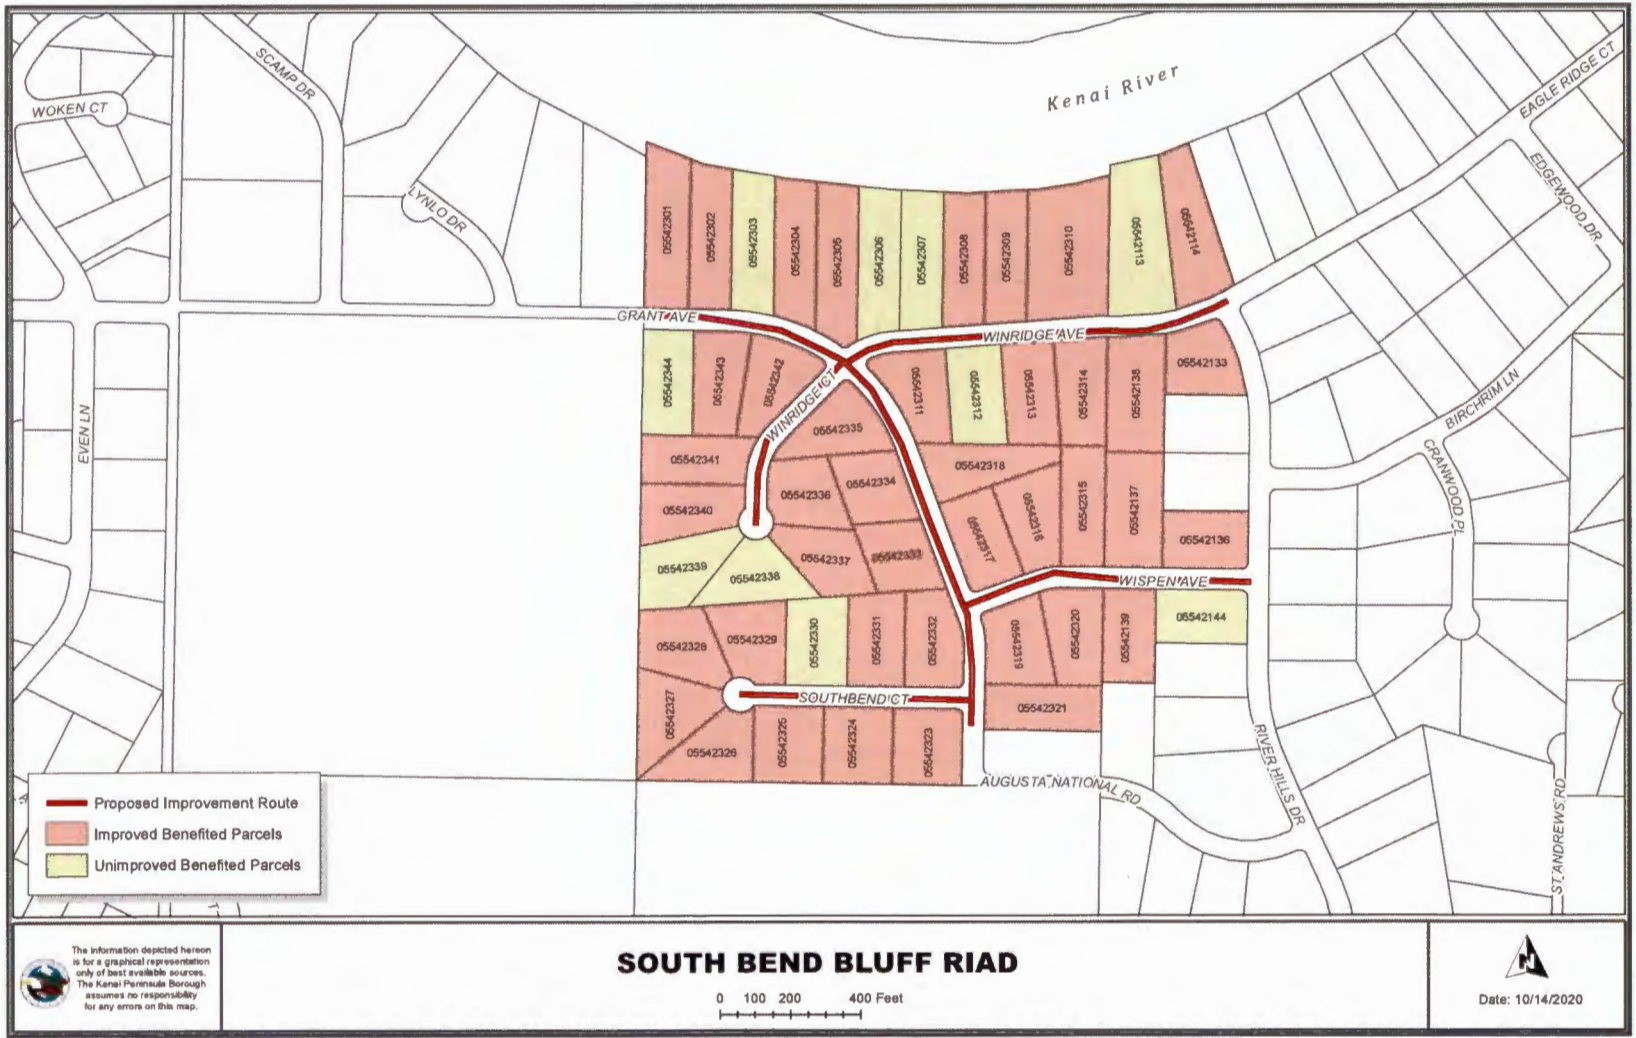 Kenai River
SCAMP DR
WOKEN CT
LYNLO DR
EAGLE RIDGE CT
EDGEWOOD DR
05542301
05542302
05542303
05542304
05542305
05542306
05542307
05542308
05542309
05542310
05542113
05542114
GRANT AVE
WINRIDGE AVE
05542344
05542343
05542342
WINRIDGE CT
05542311
05542312
05542313
05542314
05542138
05542133
EVEN LN
BIRCHRIM LN
CRANWOOD PL
05542335
05542341
05542336
05542334
05542318
05542340
05542317
05542316
05542315
05542137
05542136
05542339
05542338
05542337
05542333
WISPEN AVE
05542328
05542329
05542330
05542331
05542332
05542319
05542320
05542139
05542144
SOUTHBEND CT
05542327
05542326
05542325
05542324
05542323
05542321
AUGUSTA NATIONAL RD
RIVER HILLS DR
ST. ANDREWS RD
Proposed Improvement Route
Improved Benefited Parcels
Unimproved Benefited Parcels
The information depicted hereon
is for a graphical representation
only of best available sources.
The Kenai Peninsula Borough
assumes no responsibility
for any errors on this map.
SOUTH BEND BLUFF RIAD
0 100 200 400 Feet
N
Date: 10/14/2020